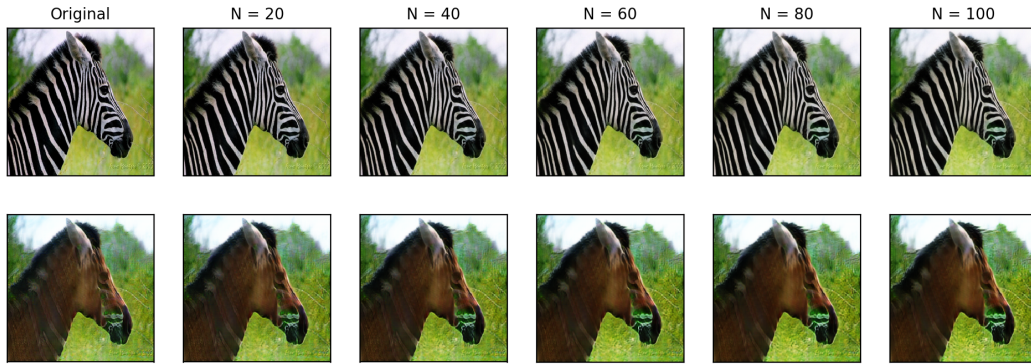 Original N = 20 N = 40 N = 60 N = 80 N = 100